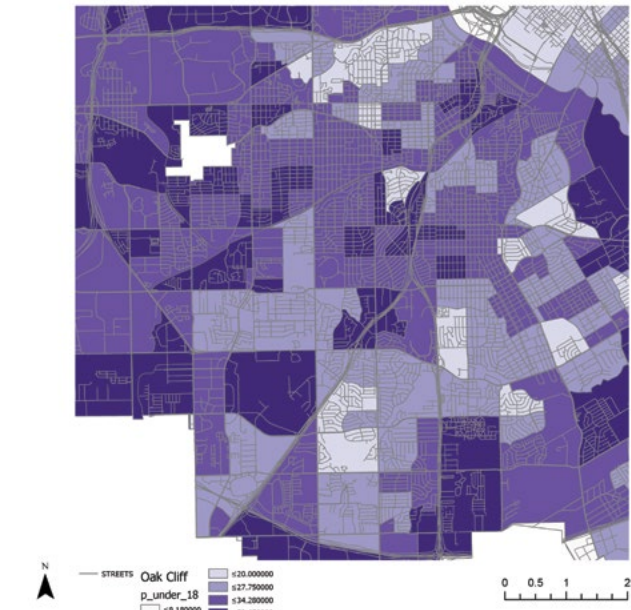 N
STREETS
Oak Cliff
p_under_18
≤20.000000
≤27.750000
≤34.280000
0 0.5 1 2